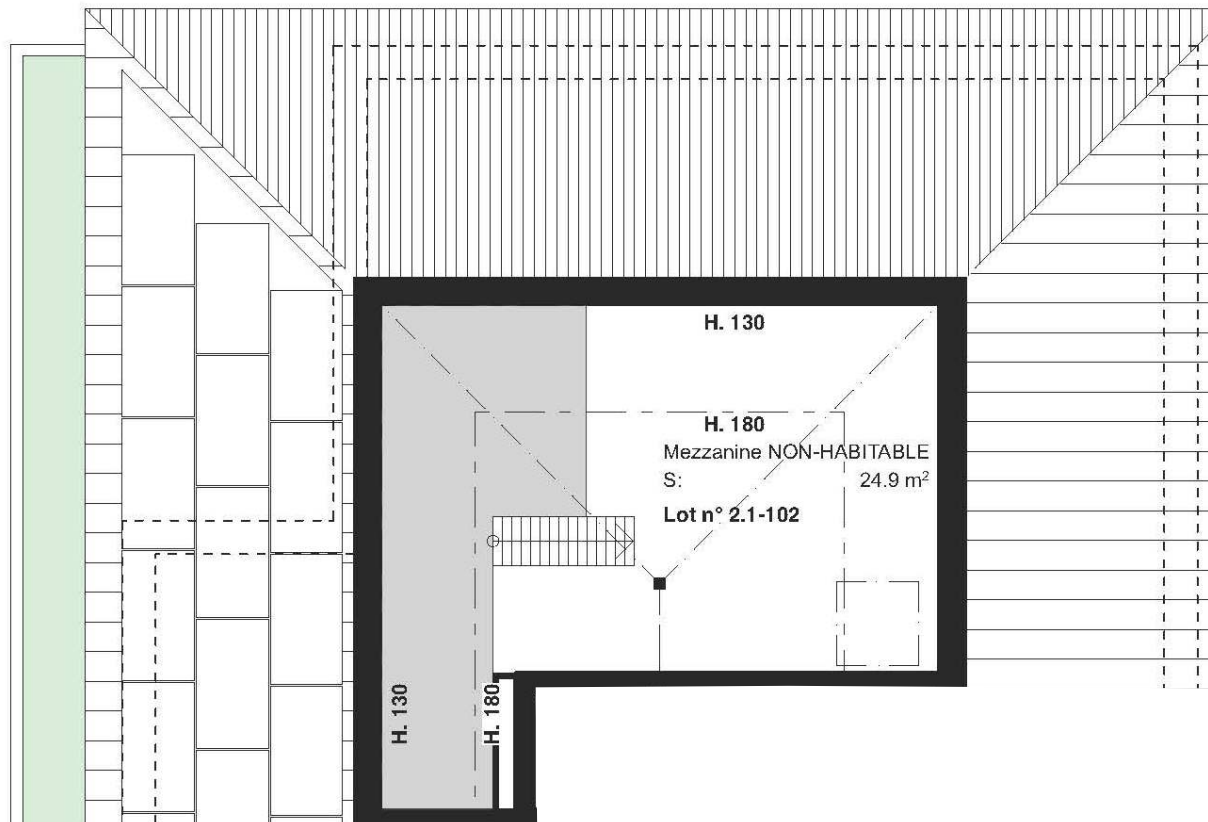 H. 130
H. 180
Mezzanine NON-HABITABLE
S: 24.9 m²
Lot n° 2.1-102
H. 130
H. 180